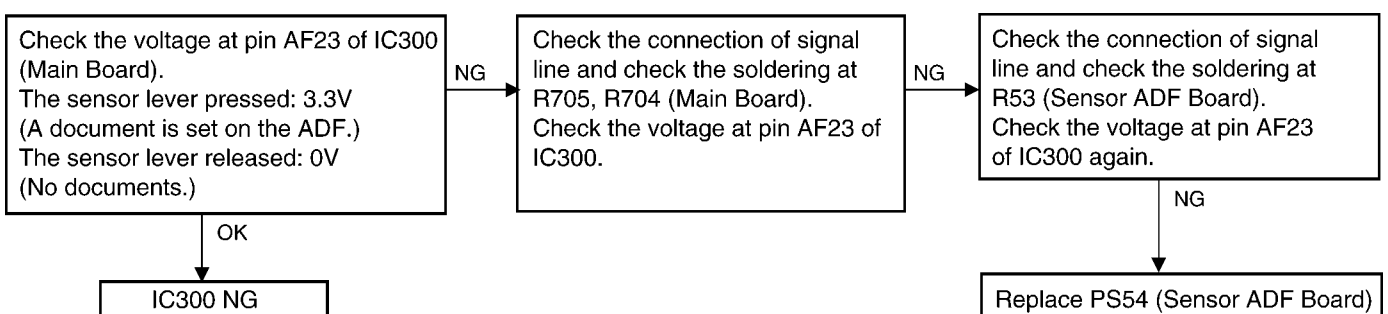 Check the voltage at pin AF23 of IC300
(Main Board).
The sensor lever pressed: 3.3V
(A document is set on the ADF.)
The sensor lever released: 0V
(No documents.)
NG
Check the connection of signal
line and check the soldering at
R705, R704 (Main Board).
Check the voltage at pin AF23 of
IC300.
NG
Check the connection of signal
line and check the soldering at
R53 (Sensor ADF Board).
Check the voltage at pin AF23
of IC300 again.
OK
NG
IC300 NG
Replace PS54 (Sensor ADF Board)